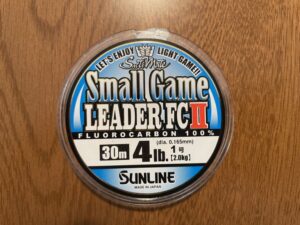 LET'S ENJOY LIGHT GAME!!
Small Game
LEADER FC II
FLUOROCARBON 100%
(dia. 0.165mm)
30m 4lb. 1号
[2.0kg]
SUNLINE
MADE IN JAPAN